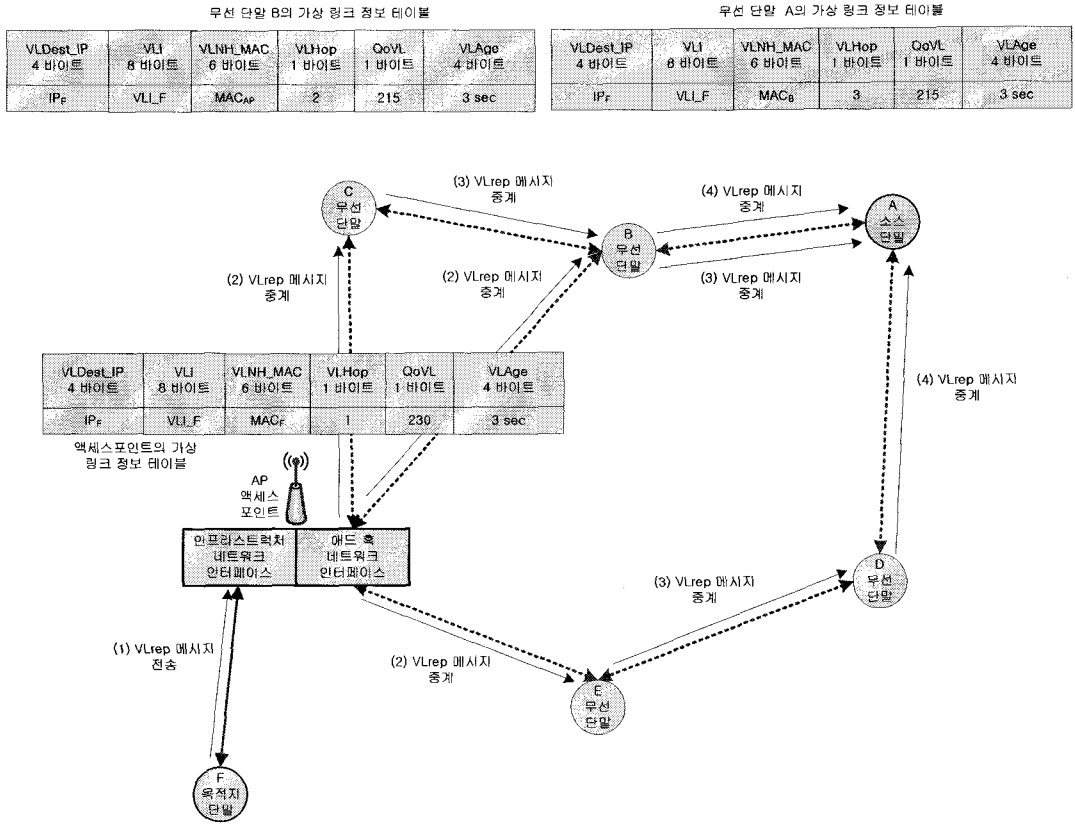 무선 단말 B의 가상 링크 정보 테이블
VLDest_IP VLI VLNH_MAC VLHop QoVL VLAge
4 바이트 8 바이트 6 바이트 1 바이트 1 바이트 4 바이트
IPF VLI_F MACAP 2 215 3 sec
무선 단말 A의 가상 링크 정보 테이블
VLDest_IP VLI VLNH_MAC VLHop QoVL VLAge
4 바이트 8 바이트 6 바이트 1 바이트 1 바이트 4 바이트
IPF VLI_F MACB 3 215 3 sec
C
무선
단말
(3) VLrep 메시지
중계
B
무선
단말
(4) VLrep 메시지
중계
A
소스
단말
(2) VLrep 메시지
중계
(2) VLrep 메시지
중계
(3) VLrep 메시지
중계
VLDest_IP VLI VLNH_MAC VLHop QoVL VLAge
4 바이트 8 바이트 6 바이트 1 바이트 1 바이트 4 바이트
IPF VLI_F MACF 1 230 3 sec
액세스포인트의 가상
링크 정보 테이블
(4) VLrep 메시지
중계
AP
액세스
포인트
인프라스트럭처
네트워크
인터페이스
애드 혹
네트워크
인터페이스
D
무선
단말
(3) VLrep 메시지
중계
(1) VLrep 메시지
전송
(2) VLrep 메시지
중계
E
무선
단말
F
목적지
단말